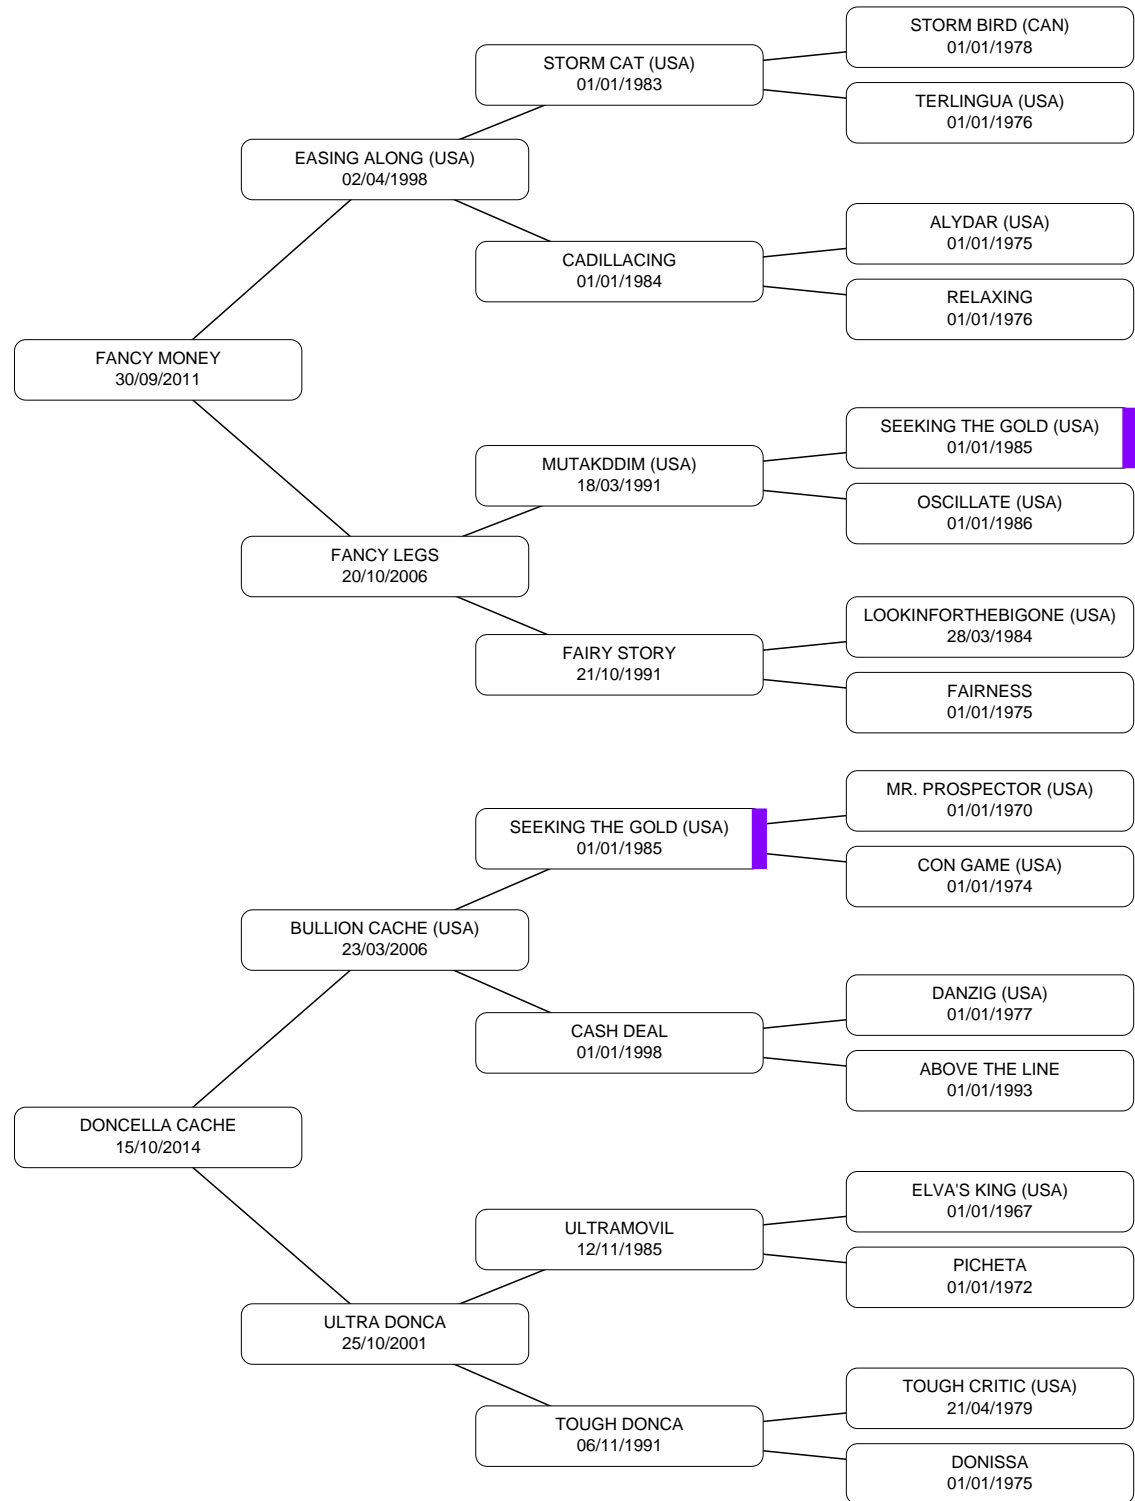 STORM BIRD (CAN)
01/01/1978
STORM CAT (USA)
01/01/1983
TERLINGUA (USA)
01/01/1976
EASING ALONG (USA)
02/04/1998
ALYDAR (USA)
01/01/1975
CADILLACING
01/01/1984
RELAXING
01/01/1976
FANCY MONEY
30/09/2011
SEEKING THE GOLD (USA)
01/01/1985
MUTAKDDIM (USA)
18/03/1991
OSCILLATE (USA)
01/01/1986
FANCY LEGS
20/10/2006
LOOKINFORTHEBIGONE (USA)
28/03/1984
FAIRY STORY
21/10/1991
FAIRNESS
01/01/1975
MR. PROSPECTOR (USA)
01/01/1970
SEEKING THE GOLD (USA)
01/01/1985
CON GAME (USA)
01/01/1974
BULLION CACHE (USA)
23/03/2006
DANZIG (USA)
01/01/1977
CASH DEAL
01/01/1998
ABOVE THE LINE
01/01/1993
DONCELLA CACHE
15/10/2014
ELVA'S KING (USA)
01/01/1967
ULTRAMOVIL
12/11/1985
PICHETA
01/01/1972
ULTRA DONCA
25/10/2001
TOUGH CRITIC (USA)
21/04/1979
TOUGH DONCA
06/11/1991
DONISSA
01/01/1975